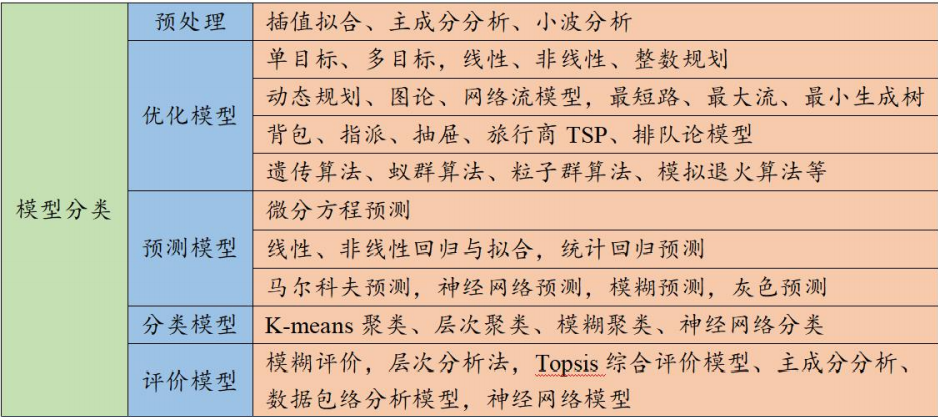 模型分类
预处理
插值拟合、主成分分析、小波分析
优化模型
单目标、多目标，线性、非线性、整数规划
动态规划、图论、网络流模型，最短路、最大流、最小生成树
背包、指派、抽屉、旅行商 TSP、排队论模型
遗传算法、蚁群算法、粒子群算法、模拟退火算法等
预测模型
微分方程预测
线性、非线性回归与拟合，统计回归预测
马尔科夫预测，神经网络预测，模糊预测，灰色预测
分类模型
K-means 聚类、层次聚类、模糊聚类、神经网络分类
评价模型
模糊评价，层次分析法，Topsis 综合评价模型、主成分分析、
数据包络分析模型，神经网络模型